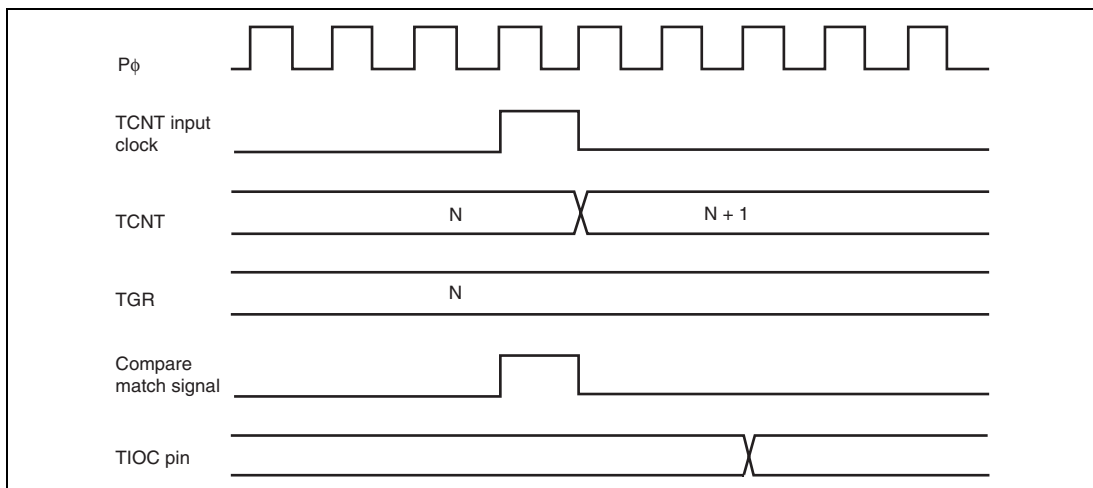 Pϕ
TCNT input
clock
TCNT
N
N + 1
TGR
N
Compare
match signal
TIOC pin